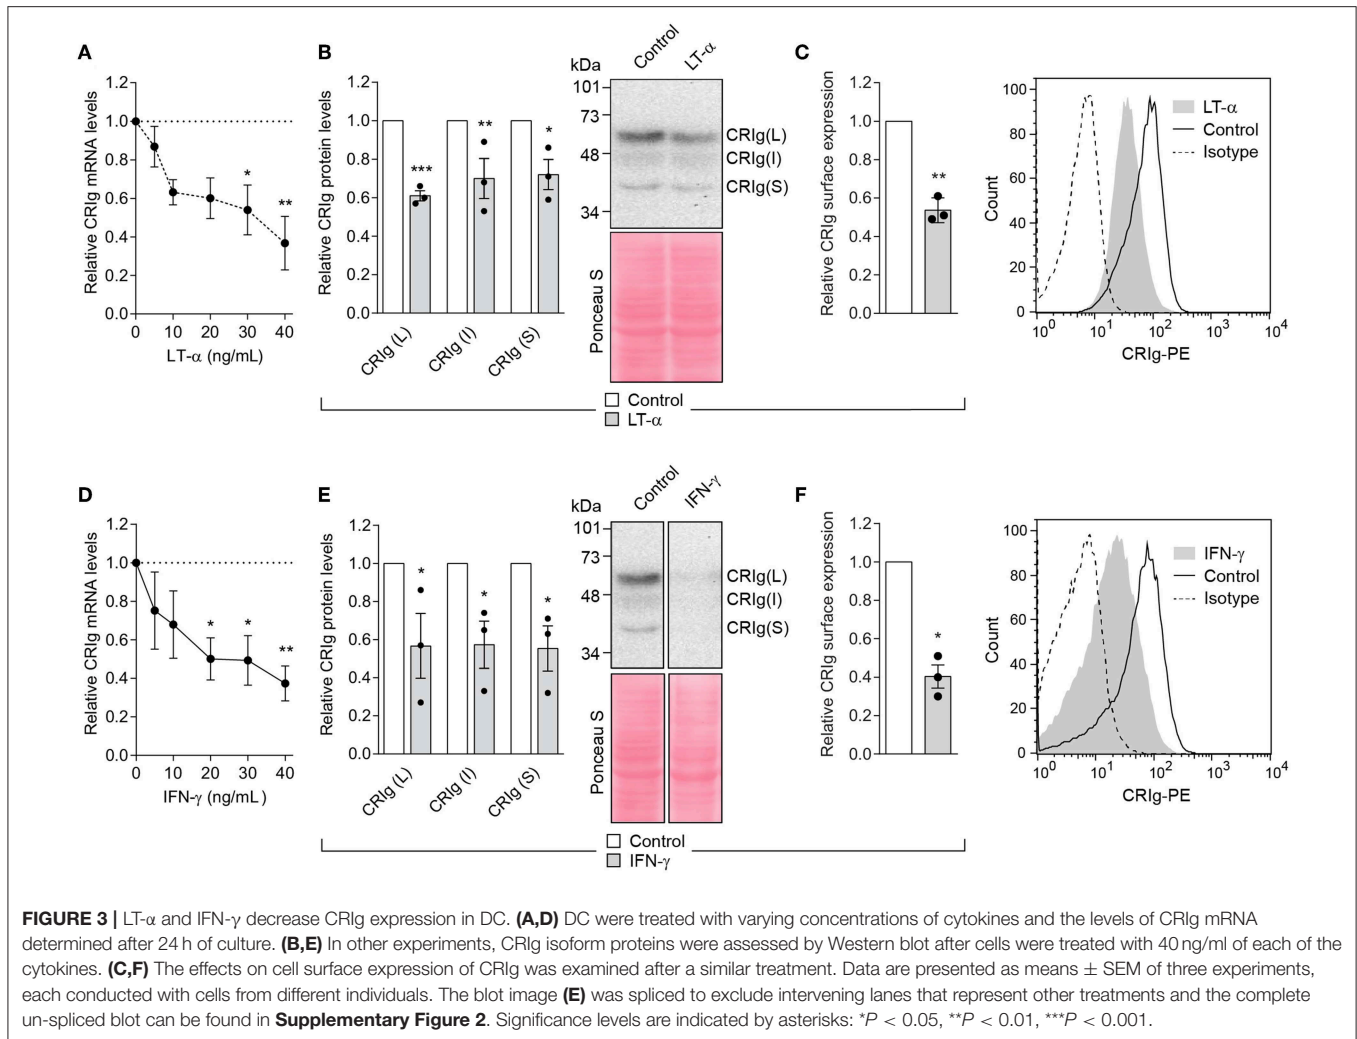 A
Relative CRIg mRNA levels
1.2
1.0
0.8
0.6
0.4
0.2
0.0
*
**
0 10 20 30 40
LT-α (ng/mL)
B
Relative CRIg protein levels
1.2
1.0
0.8
0.6
0.4
0.2
0.0
***
**
*
CRIg (L)
CRIg (I)
CRIg (S)
kDa
Control
LT-α
101
73
48
34
CRIg(L)
CRIg(I)
CRIg(S)
Ponceau S
Control
LT-α
C
Relative CRIg surface expression
1.2
1.0
0.8
0.6
0.4
0.2
0.0
**
Count
100
80
60
40
20
0
LT-α
Control
Isotype
10⁰ 10¹ 10² 10³ 10⁴
CRIg-PE
D
Relative CRIg mRNA levels
1.2
1.0
0.8
0.6
0.4
0.2
0.0
*
*
**
0 10 20 30 40
IFN-γ (ng/mL)
E
Relative CRIg protein levels
1.2
1.0
0.8
0.6
0.4
0.2
0.0
*
*
*
CRIg (L)
CRIg (I)
CRIg (S)
kDa
Control
IFN-γ
101
73
48
34
CRIg(L)
CRIg(I)
CRIg(S)
Ponceau S
Control
IFN-γ
F
Relative CRIg surface expression
1.2
1.0
0.8
0.6
0.4
0.2
0.0
*
Count
100
80
60
40
20
0
IFN-γ
Control
Isotype
10⁰ 10¹ 10² 10³ 10⁴
CRIg-PE
FIGURE 3 | LT-α and IFN-γ decrease CRIg expression in DC. (A,D) DC were treated with varying concentrations of cytokines and the levels of CRIg mRNA
determined after 24 h of culture. (B,E) In other experiments, CRIg isoform proteins were assessed by Western blot after cells were treated with 40 ng/ml of each of the
cytokines. (C,F) The effects on cell surface expression of CRIg was examined after a similar treatment. Data are presented as means ± SEM of three experiments,
each conducted with cells from different individuals. The blot image (E) was spliced to exclude intervening lanes that represent other treatments and the complete
un-spliced blot can be found in Supplementary Figure 2. Significance levels are indicated by asterisks: *P < 0.05, **P < 0.01, ***P < 0.001.